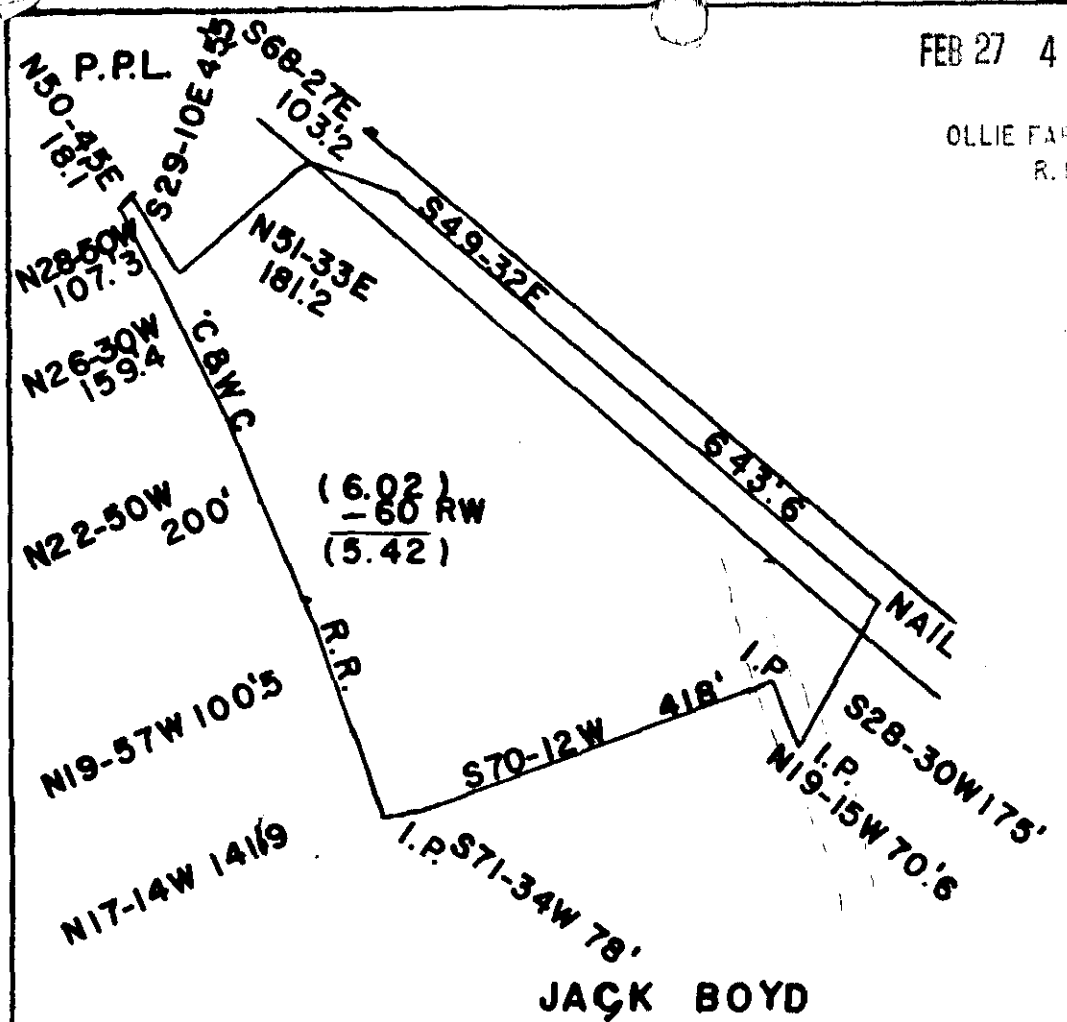 FEB 27 4
OLLIE FAR
R.
P.P.L.
N50-45E
18.1
S29-10E
S68-27E
103.'2
N28-50W
107.'3
N51-33E
181.'2
S49-32E
643.'6
N26-30W
159.4
C&WC
R.R.
N22-50W
200'
(6.02)
-60 RW
(5.42)
NAIL
I.P.
S28-30W 175'
I.P.
N19-15W 70.'6
S70-12W 418'
N19-57W 100.'5
I.P.
S71-34W 78'
N17-14W
JACK BOYD